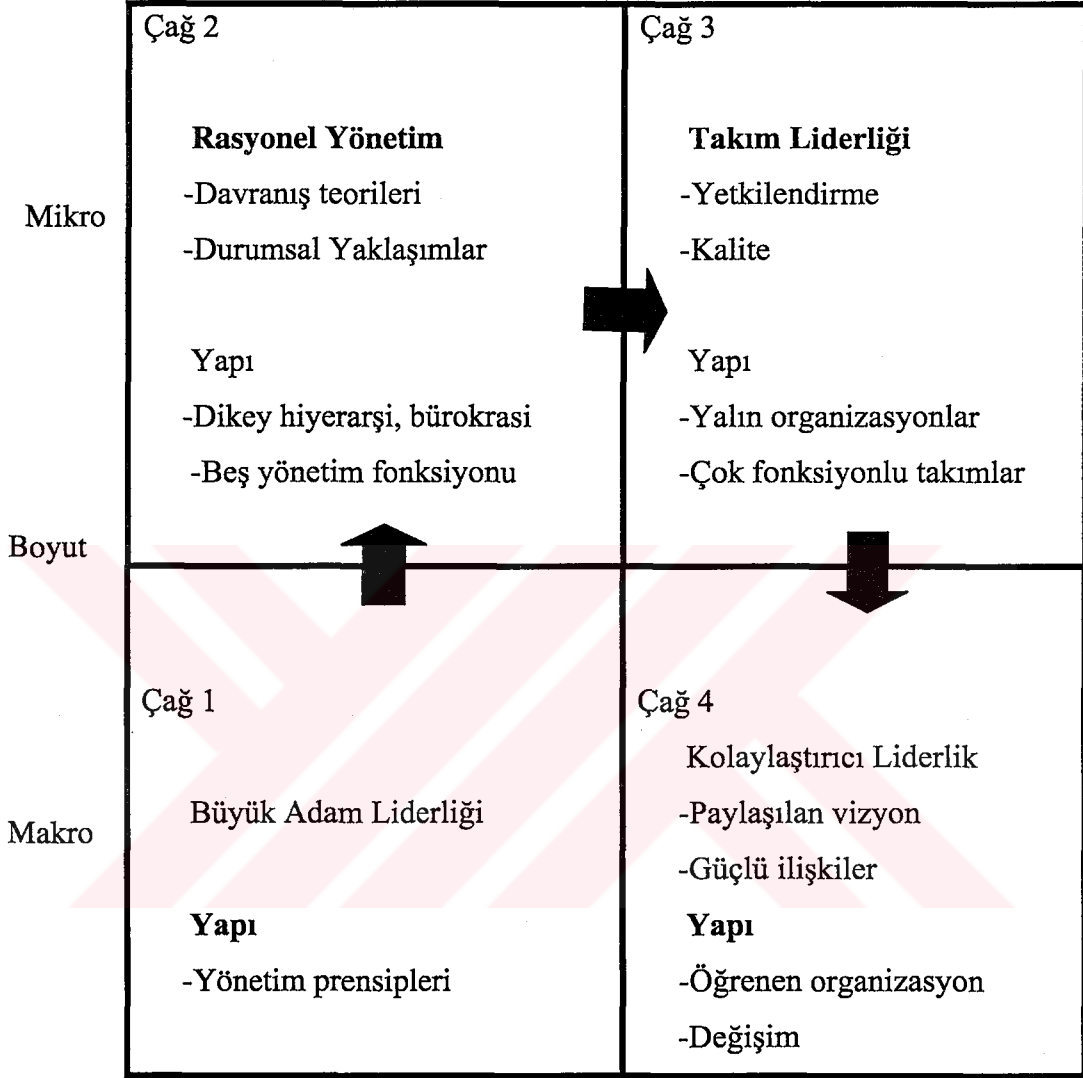 Çağ 2
Rasyonel Yönetim
-Davranış teorileri
-Durumsal Yaklaşımlar
Yapı
-Dikey hiyerarşi, bürokrasi
-Beş yönetim fonksiyonu
Çağ 3
Takım Liderliği
-Yetkilendirme
-Kalite
Yapı
-Yalın organizasyonlar
-Çok fonksiyonlu takımlar
Mikro
Boyut
Makro
Çağ 1
Büyük Adam Liderliği
Yapı
-Yönetim prensipleri
Çağ 4
Kolaylaştırıcı Liderlik
-Paylaşılan vizyon
-Güçlü ilişkiler
Yapı
-Öğrenen organizasyon
-Değişim